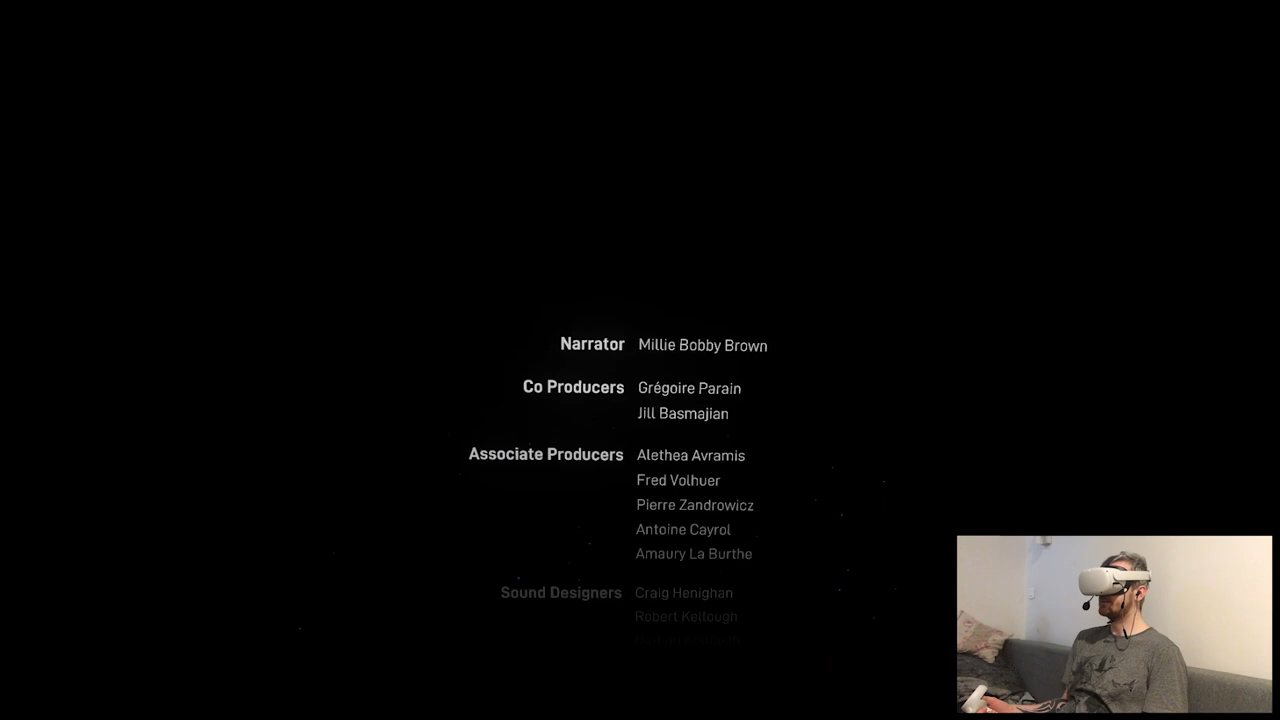 Narrator Millie Bobby Brown
Co Producers Grégoire Parain
Jill Basmajian
Associate Producers Alethea Avramis
Fred Volhuer
Pierre Zandrowicz
Antoine Cayrol
Amaury La Burthe
Sound Designers Craig Henighan
Robert Keltough